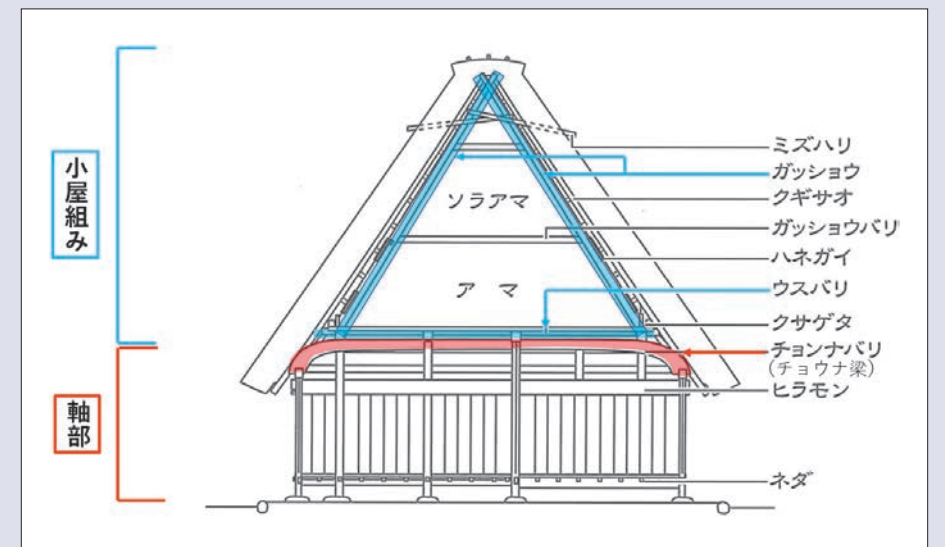 小屋組み
軸部
ソラアマ
アマ
ミズハリ
ガッショウ
クギサオ
ガッショウバリ
ハネガイ
ウスバリ
クサゲタ
チョンナバリ
(チョウナ梁)
ヒラモン
ネダ